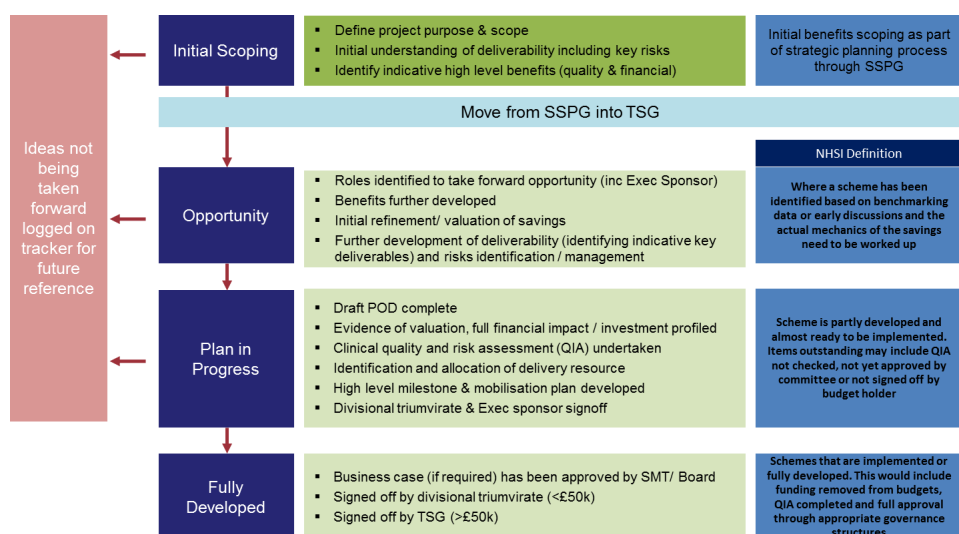 Ideas not
being
taken
forward
logged on
tracker for
future
reference
Initial Scoping
▪ Define project purpose & scope
▪ Initial understanding of deliverability including key risks
▪ Identify indicative high level benefits (quality & financial)
Initial benefits scoping as part
of strategic planning process
through SSPG
Move from SSPG into TSG
Opportunity
▪ Roles identified to take forward opportunity (inc Exec Sponsor)
▪ Benefits further developed
▪ Initial refinement/ valuation of savings
▪ Further development of deliverability (identifying indicative key
deliverables) and risks identification / management
NHSI Definition
Where a scheme has been
identified based on benchmarking
data or early discussions and the
actual mechanics of the savings
need to be worked up
Plan in
Progress
▪ Draft POD complete
▪ Evidence of valuation, full financial impact / investment profiled
▪ Clinical quality and risk assessment (QIA) undertaken
▪ Identification and allocation of delivery resource
▪ High level milestone & mobilisation plan developed
▪ Divisional triumvirate & Exec sponsor signoff
Scheme is partly developed and
almost ready to be implemented.
Items outstanding may include QIA
not checked, not yet approved by
committee or not signed off by
budget holder
Fully
Developed
▪ Business case (if required) has been approved by SMT/ Board
▪ Signed off by divisional triumvirate (<£50k)
▪ Signed off by TSG (>£50k)
Schemes that are implemented or
fully developed. This would include
funding removed from budgets,
QIA completed and full approval
through appropriate governance
structures